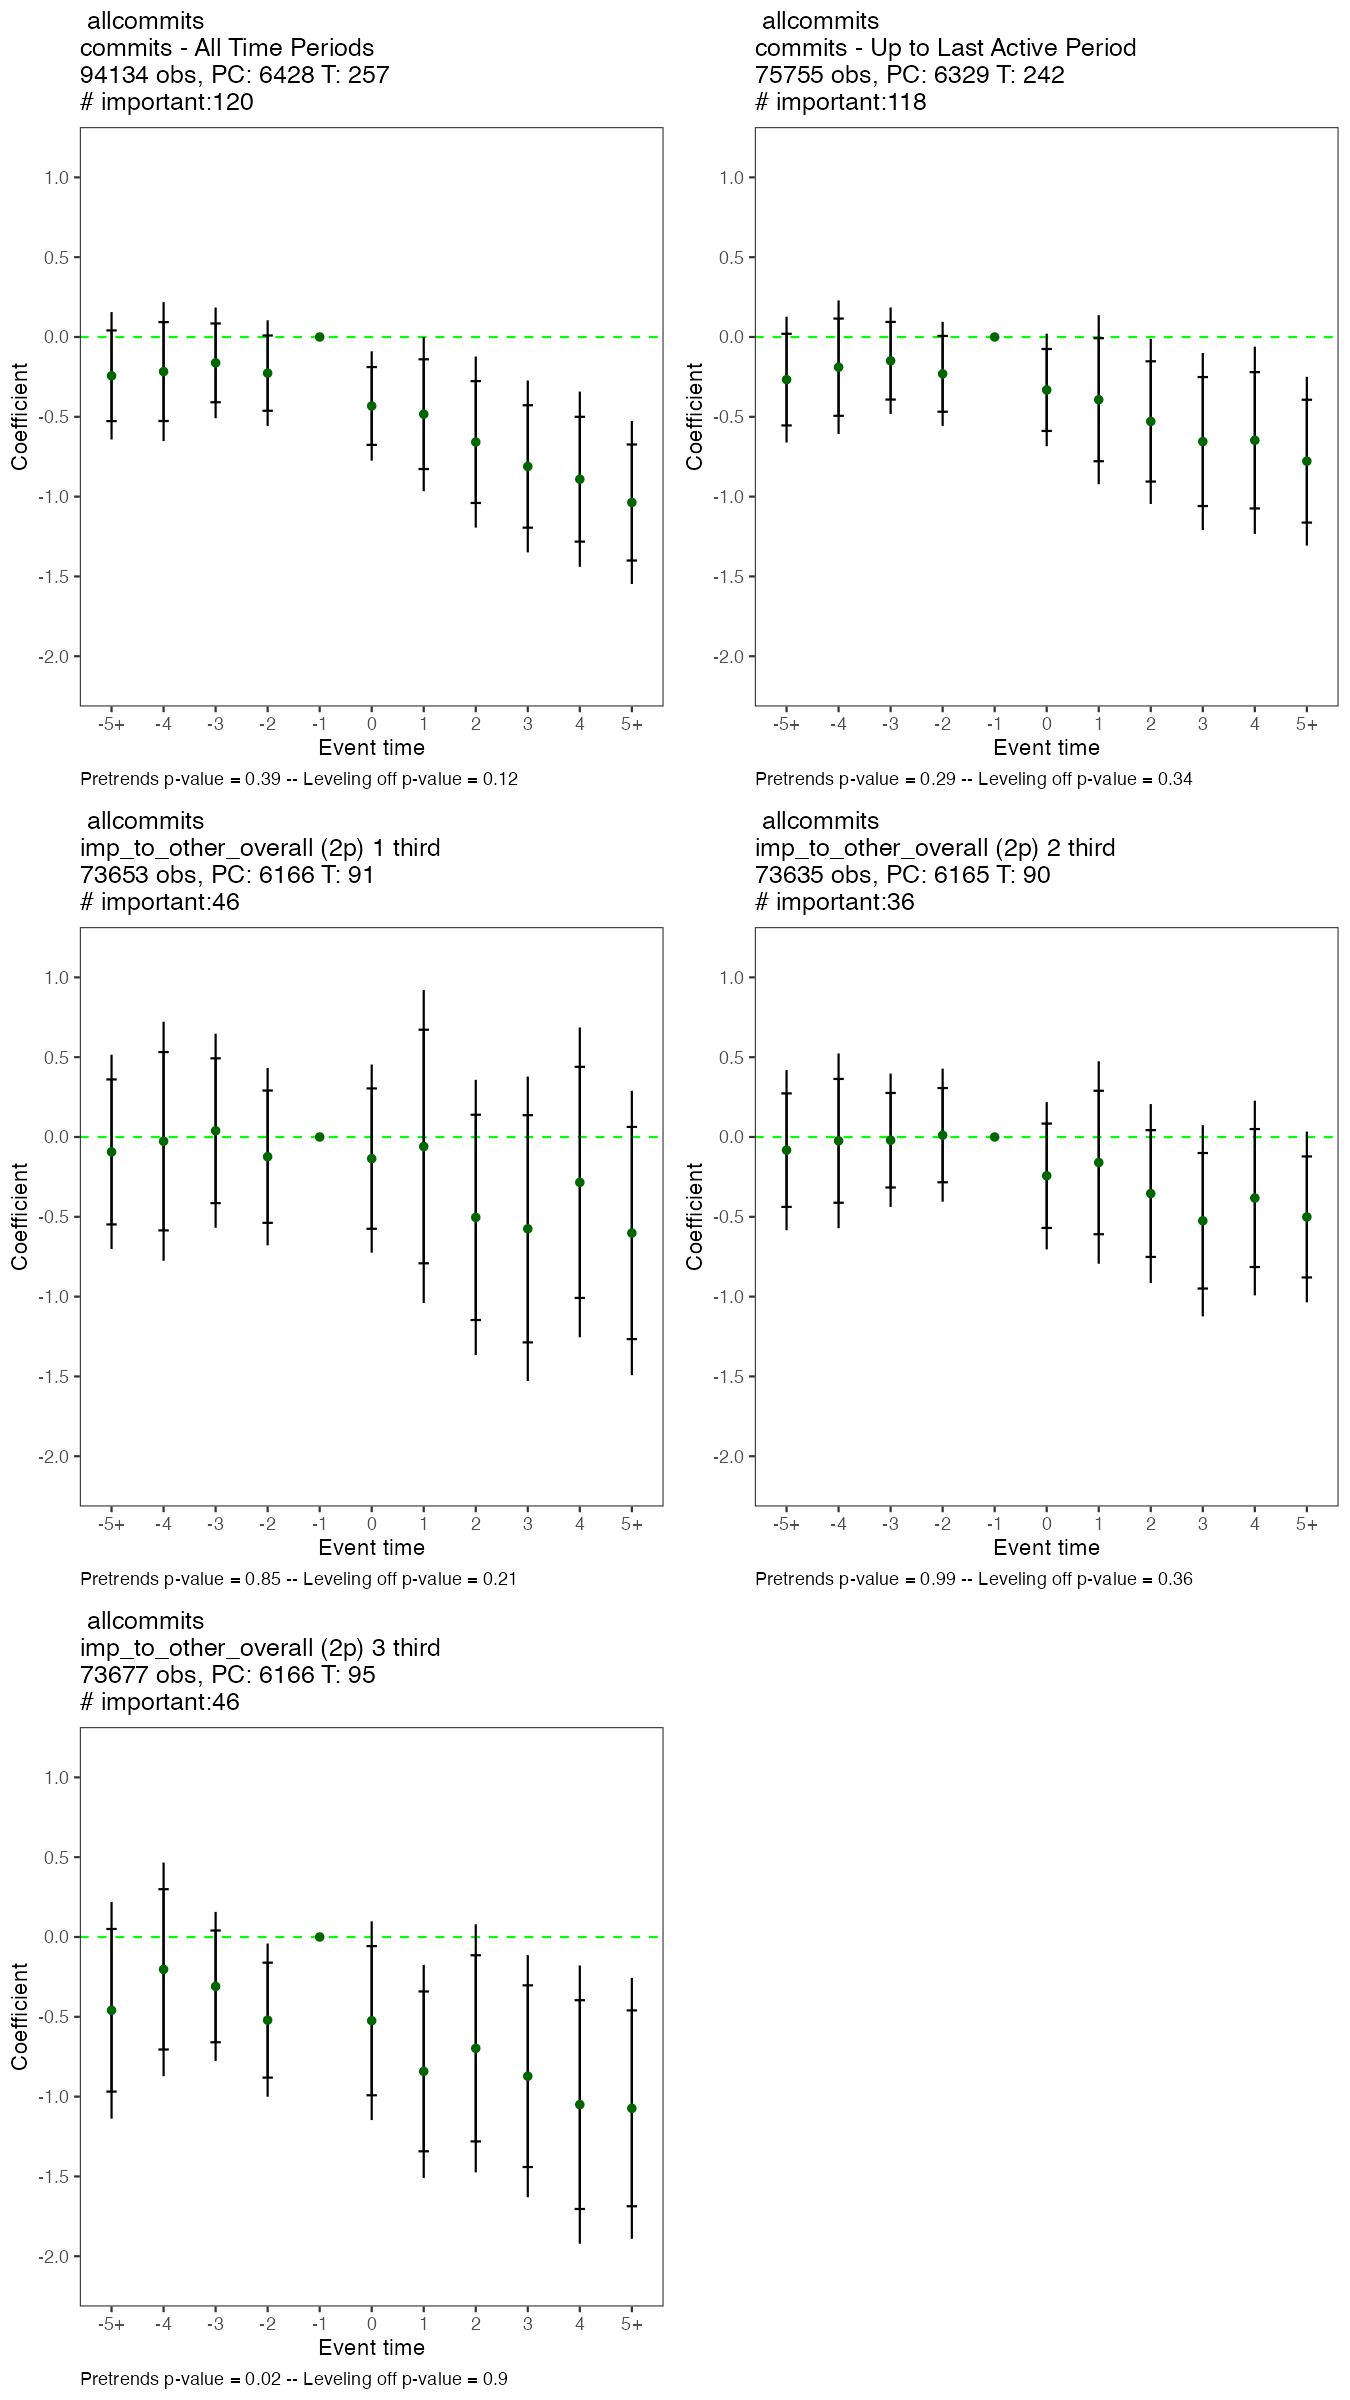 allcommits
commits - All Time Periods
94134 obs, PC: 6428 T: 257
# important:120
1.0
0.5
0.0
-0.5
-1.0
-1.5
-2.0
Coefficient
-5+ -4 -3 -2 -1 0 1 2 3 4 5+
Event time
Pretrends p-value = 0.39 -- Leveling off p-value = 0.12
allcommits
commits - Up to Last Active Period
75755 obs, PC: 6329 T: 242
# important:118
1.0
0.5
0.0
-0.5
-1.0
-1.5
-2.0
Coefficient
-5+ -4 -3 -2 -1 0 1 2 3 4 5+
Event time
Pretrends p-value = 0.29 -- Leveling off p-value = 0.34
allcommits
imp_to_other_overall (2p) 1 third
73653 obs, PC: 6166 T: 91
# important:46
1.0
0.5
0.0
-0.5
-1.0
-1.5
-2.0
Coefficient
-5+ -4 -3 -2 -1 0 1 2 3 4 5+
Event time
Pretrends p-value = 0.85 -- Leveling off p-value = 0.21
allcommits
imp_to_other_overall (2p) 2 third
73635 obs, PC: 6165 T: 90
# important:36
1.0
0.5
0.0
-0.5
-1.0
-1.5
-2.0
Coefficient
-5+ -4 -3 -2 -1 0 1 2 3 4 5+
Event time
Pretrends p-value = 0.99 -- Leveling off p-value = 0.36
allcommits
imp_to_other_overall (2p) 3 third
73677 obs, PC: 6166 T: 95
# important:46
1.0
0.5
0.0
-0.5
-1.0
-1.5
-2.0
Coefficient
-5+ -4 -3 -2 -1 0 1 2 3 4 5+
Event time
Pretrends p-value = 0.02 -- Leveling off p-value = 0.9